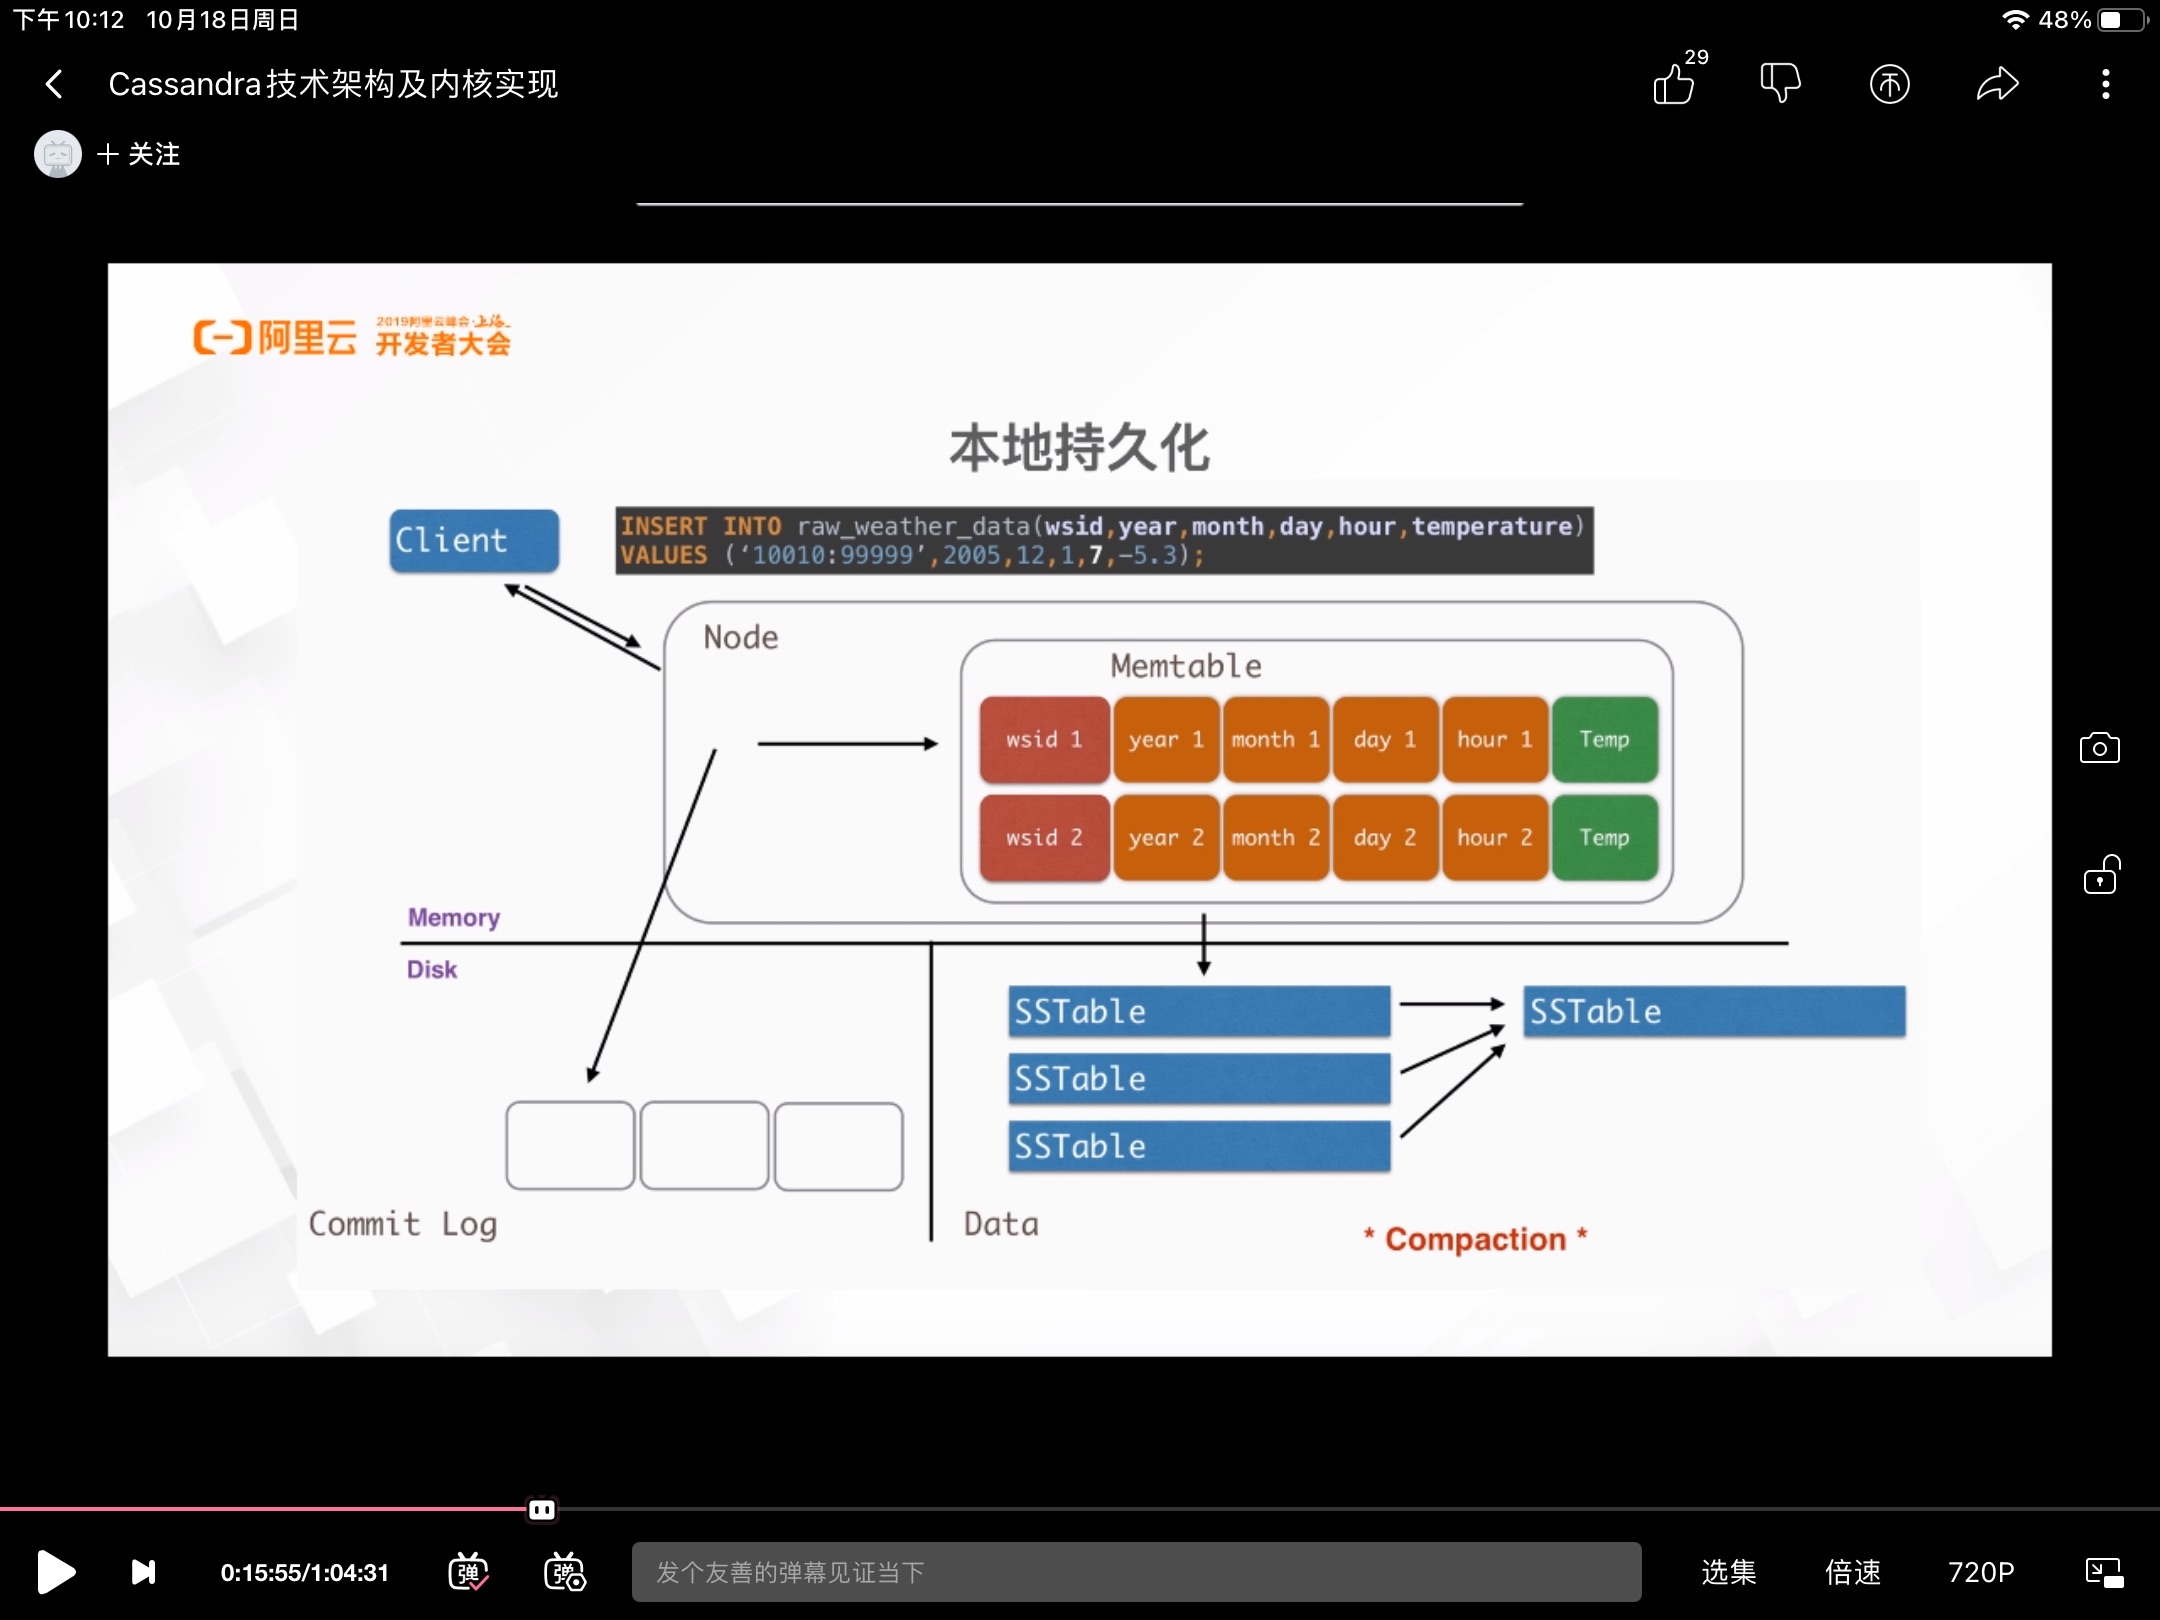 下午10:12 10月18日周日
48%
Cassandra技术架构及内核实现
29
+ 关注
阿里云
2019阿里云峰会·上海
开发者大会
本地持久化
Client
INSERT INTO raw_weather_data(wsid,year,month,day,hour,temperature)
VALUES (‘10010:99999’,2005,12,1,7,-5.3);
Node
Memtable
wsid 1 year 1 month 1 day 1 hour 1 Temp
wsid 2 year 2 month 2 day 2 hour 2 Temp
Memory
Disk
SSTable SSTable
SSTable
SSTable
Commit Log
Data
* Compaction *
0:15:55/1:04:31
弹
弹
发个友善的弹幕见证当下
选集
倍速
720P